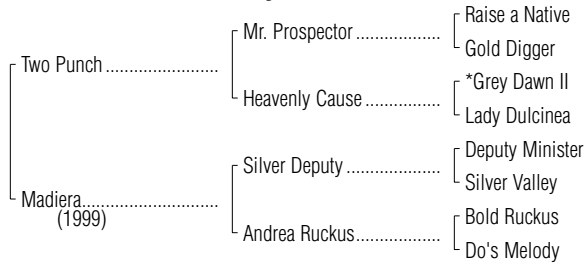 Raise a Native
Mr. Prospector ..................
Gold Digger
Two Punch ........................
*Grey Dawn II
Heavenly Cause ................
Lady Dulcinea
Deputy Minister
Silver Deputy ....................
Silver Valley
Madiera.............................
(1999)
Bold Ruckus
Andrea Ruckus..................
Do's Melody